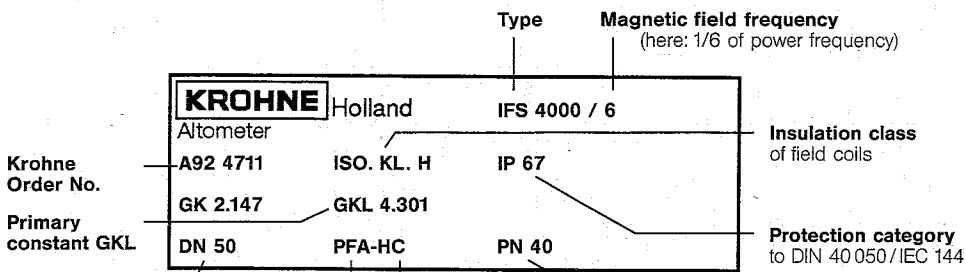 Type Magnetic field frequency
(here: 1/6 of power frequency)
KROHNE Holland IFS 4000 / 6
Altometer
Insulation class
of field coils
Krohne
Order No.
A92 4711 ISO. KL. H IP 67
GK 2.147 GKL 4.301
Primary
constant GKL
DN 50 PFA-HC PN 40
Protection category
to DIN 40 050 / IEC 144